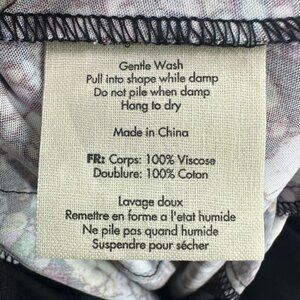 Gentle Wash
Pull into shape while damp
Do not pile when damp
Hang to dry
Made in China
FR: Corps: 100% Viscose
Doublure: 100% Coton
Lavage doux
Remettre en forme a l'etat humide
Ne pile pas quand humide
Suspendre pour sécher